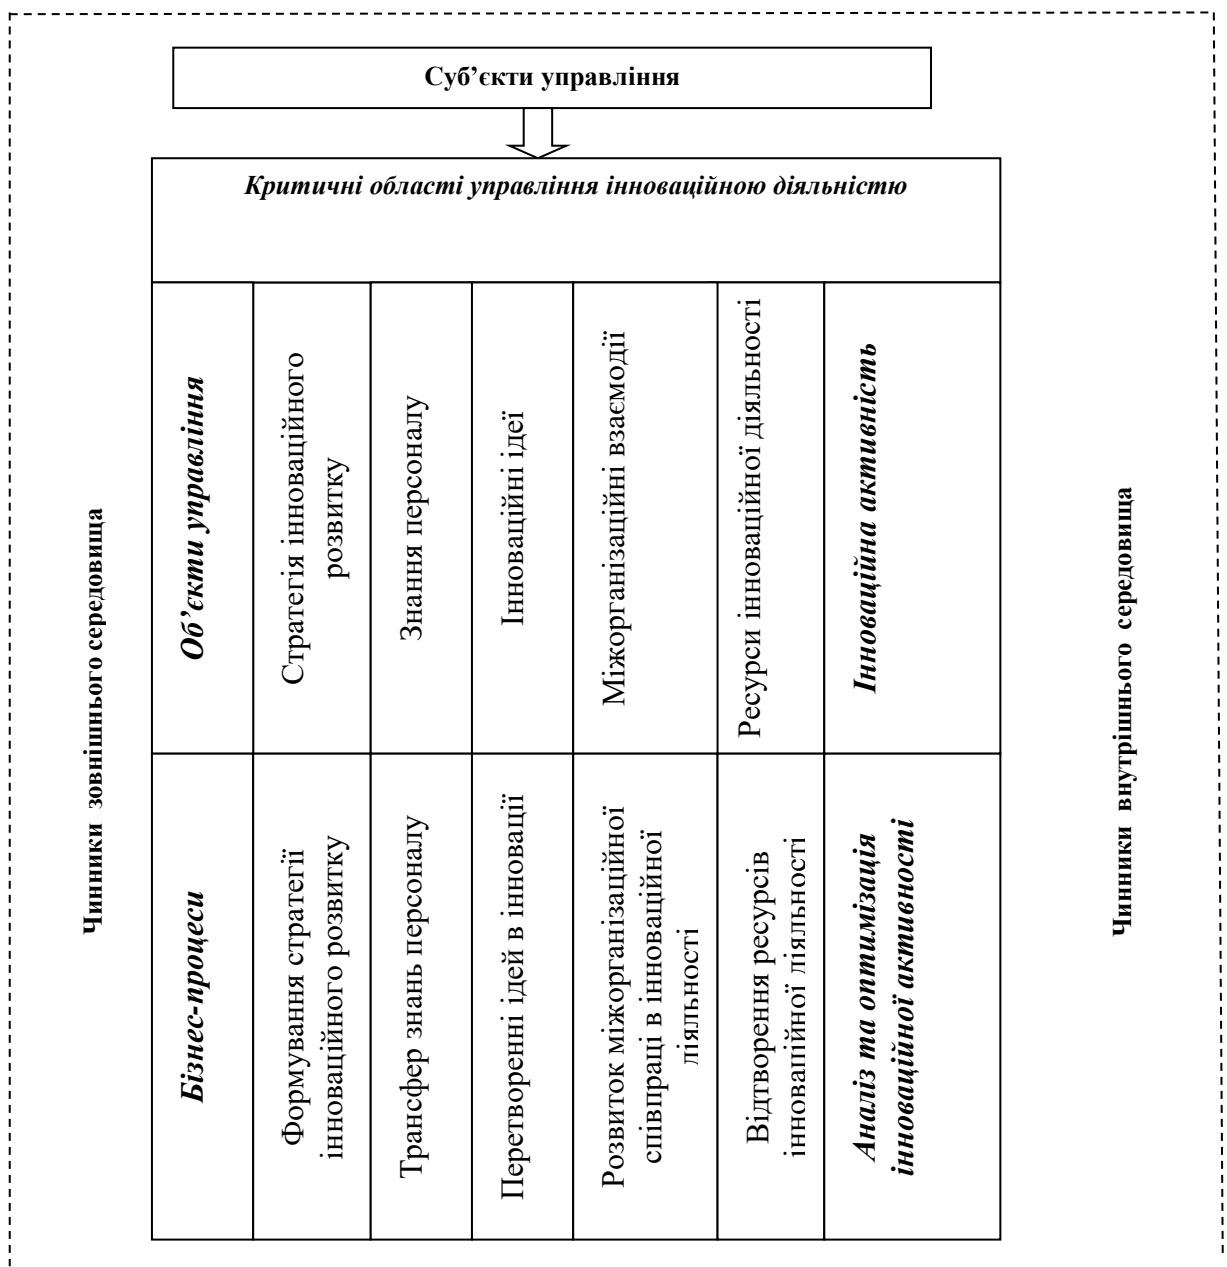 Суб’єкти управління
Критичні області управління інноваційною діяльністю
Чинники зовнішнього середовища
Об’єкти управління
Стратегія інноваційного
розвитку
Знання персоналу
Інноваційні ідеї
Міжорганізаційні взаємодії
Ресурси інноваційної діяльності
Інноваційна активність
Бізнес-процеси
Формування стратегії
інноваційного розвитку
Трансфер знань персоналу
Перетворенні ідей в інновації
Розвиток міжорганізаційної
співпраці в інноваційної
діяльності
Відтворення ресурсів
інноваційної діяльності
Аналіз та оптимізація
інноваційної активності
Чинники внутрішнього середовища